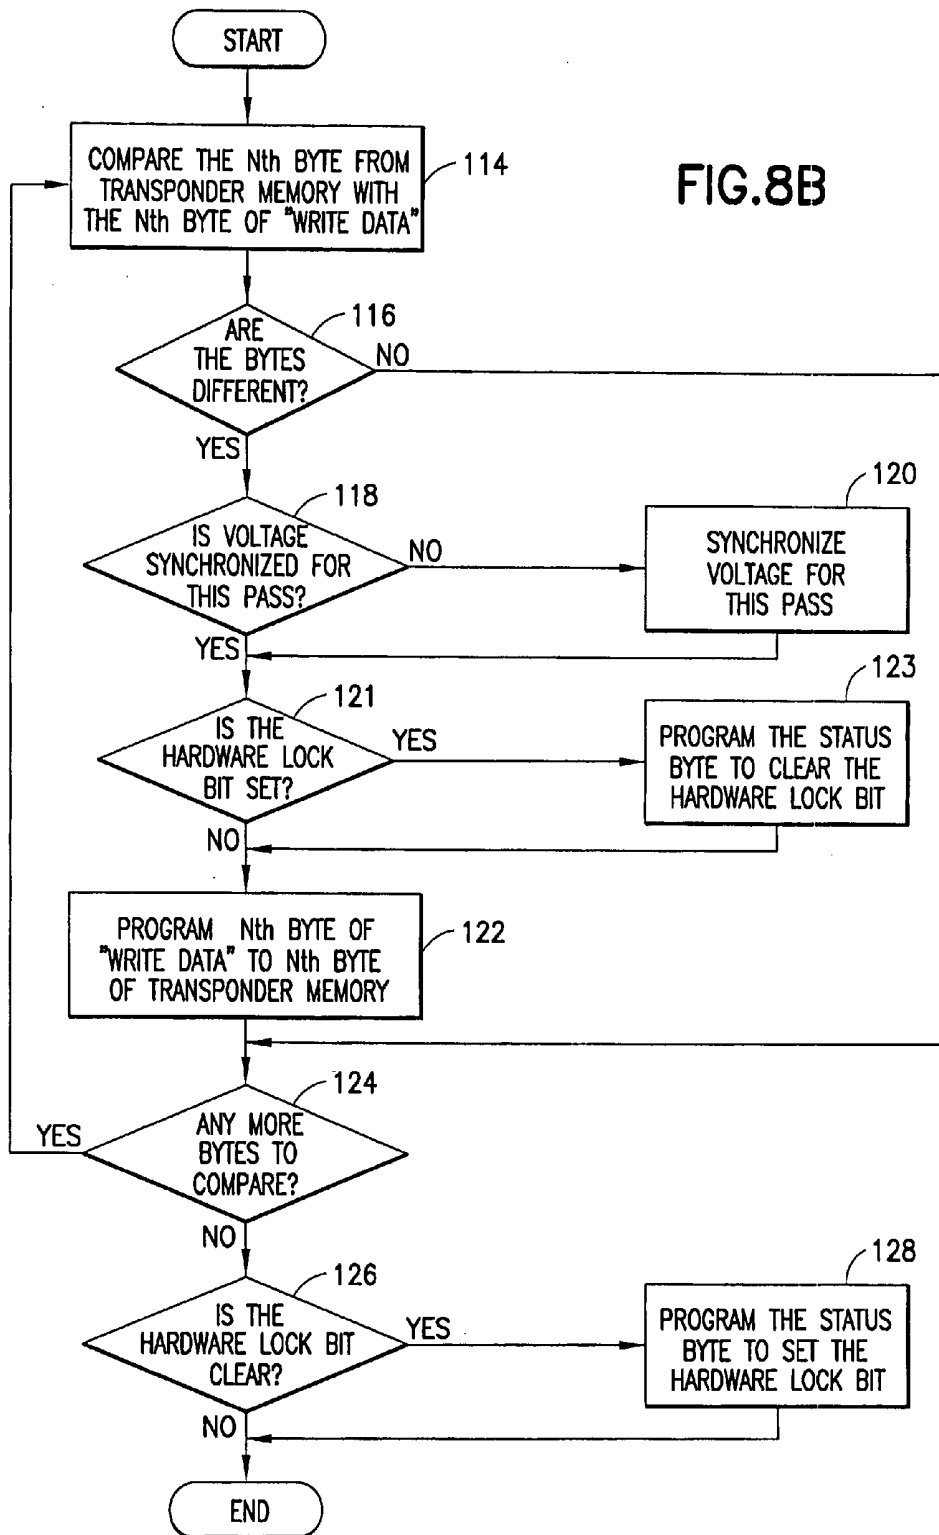 START
COMPARE THE Nth BYTE FROM
TRANSPONDER MEMORY WITH
THE Nth BYTE OF "WRITE DATA"
114
FIG.8B
ARE
THE BYTES
DIFFERENT?
116
NO
YES
IS VOLTAGE
SYNCHRONIZED FOR
THIS PASS?
118
NO
SYNCHRONIZE
VOLTAGE FOR
THIS PASS
120
YES
IS THE
HARDWARE LOCK
BIT SET?
121
YES
PROGRAM THE STATUS
BYTE TO CLEAR THE
HARDWARE LOCK BIT
123
NO
PROGRAM Nth BYTE OF
"WRITE DATA" TO Nth BYTE
OF TRANSPONDER MEMORY
122
ANY MORE
BYTES TO
COMPARE?
124
YES
NO
IS THE
HARDWARE LOCK BIT
CLEAR?
126
YES
PROGRAM THE STATUS
BYTE TO SET THE
HARDWARE LOCK BIT
128
NO
END